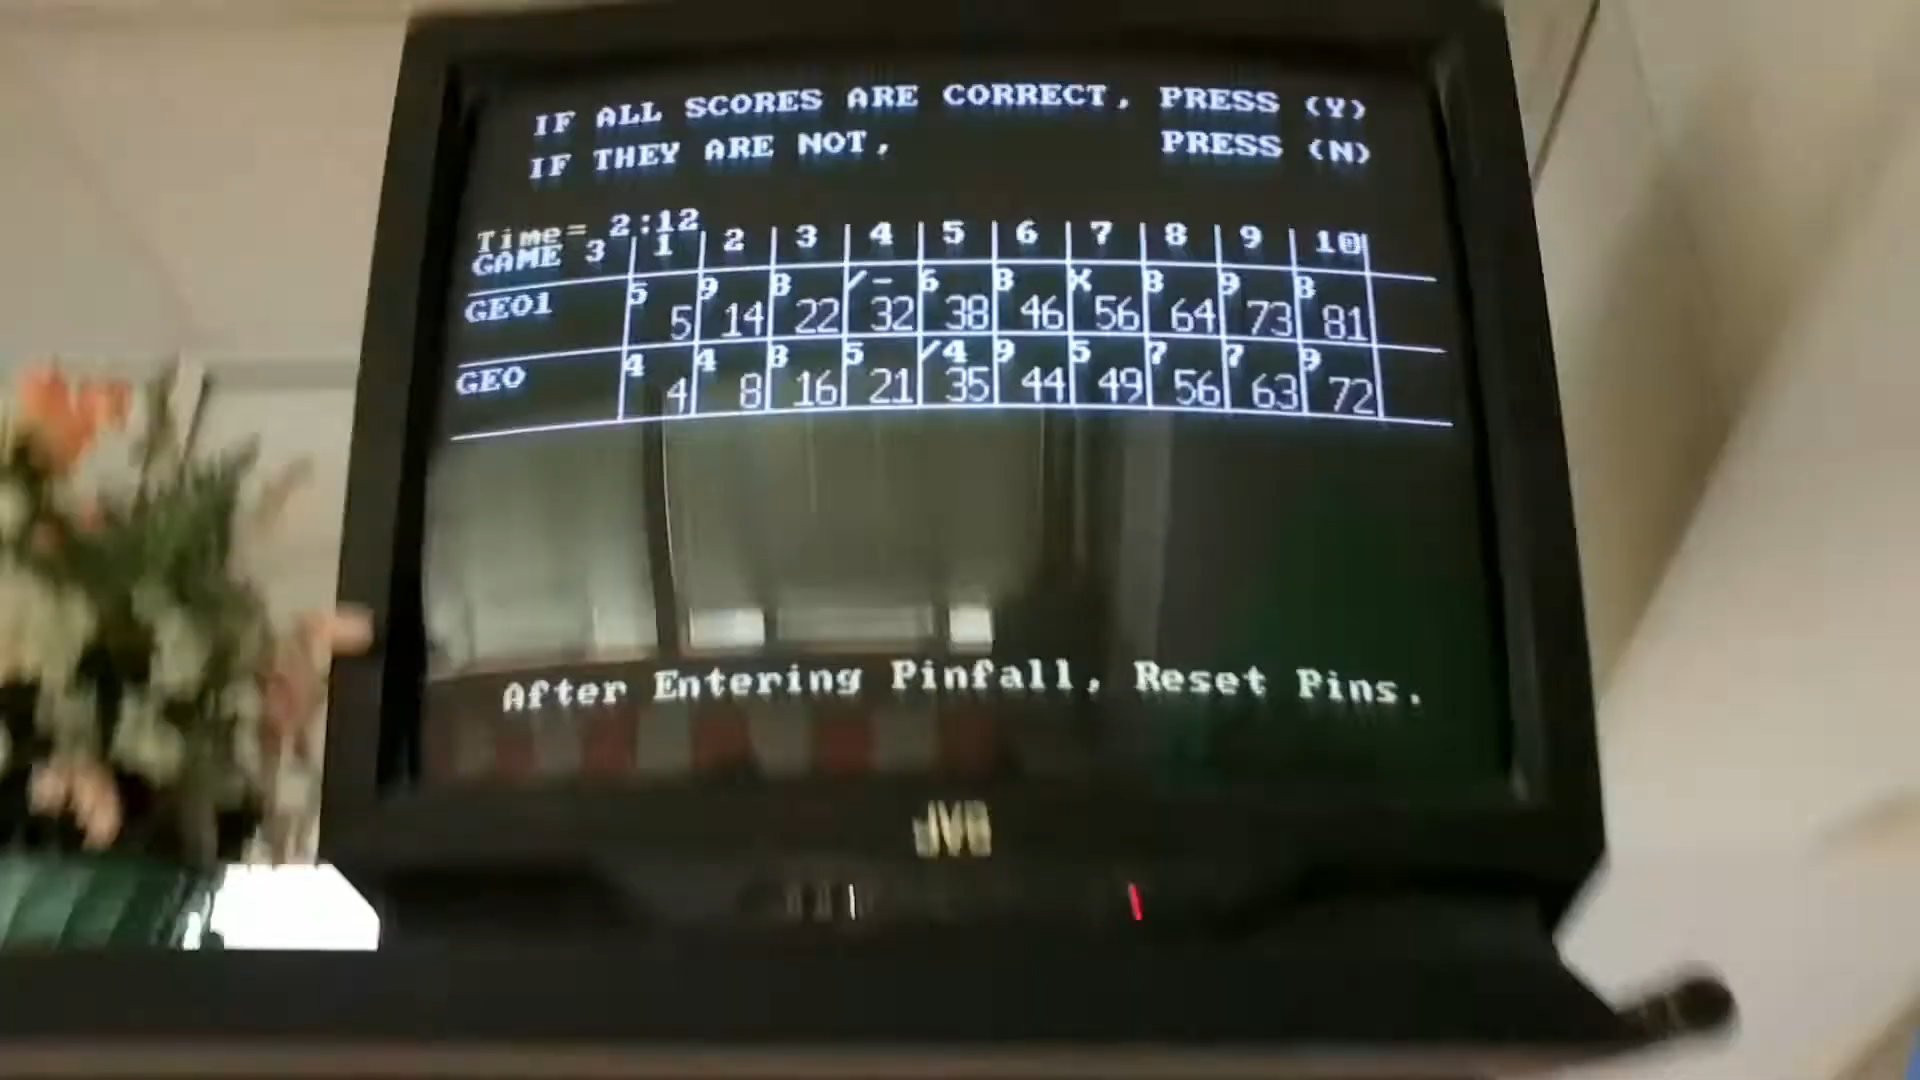 IF ALL SCORES ARE CORRECT, PRESS (Y)
IF THEY ARE NOT, PRESS (N)
Time= 2:12
GAME 3 1 2 3 4 5 6 7 8 9 10
5 9 8 /- 6 8 X 8 9 8
GEO1 5 14 22 32 38 46 56 64 73 81
4 4 8 5 /4 9 5 7 7 9
GEO 4 8 16 21 35 44 49 56 63 72
After Entering Pinfall, Reset Pins.
JVC